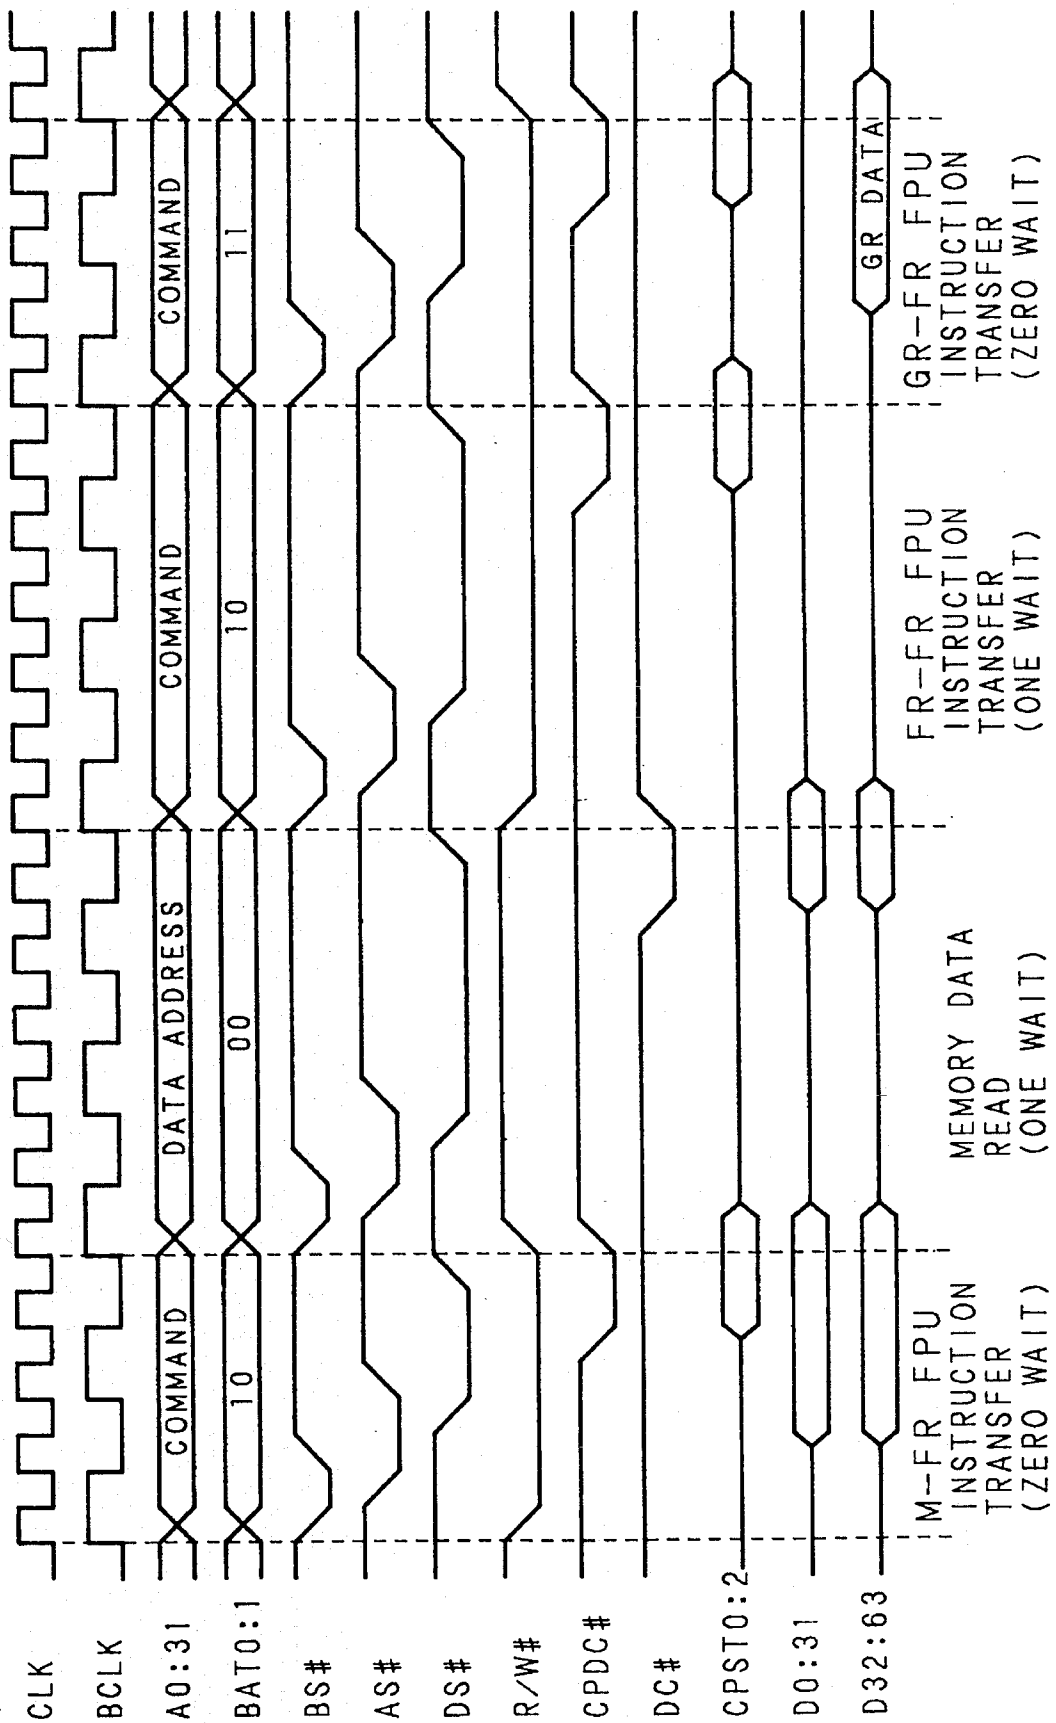 CLK
BCLK
A0:31
COMMAND
DATA ADDRESS
COMMAND
COMMAND
BAT0:1
10
00
10
11
BS#
AS#
DS#
R/W#
CPDC#
DC#
CPST0:2
D0:31
D32:63
GR DATA
M-FR FPU
INSTRUCTION
TRANSFER
(ZERO WAIT)
MEMORY DATA
READ
(ONE WAIT)
FR-FR FPU
INSTRUCTION
TRANSFER
(ONE WAIT)
GR-FR FPU
INSTRUCTION
TRANSFER
(ZERO WAIT)